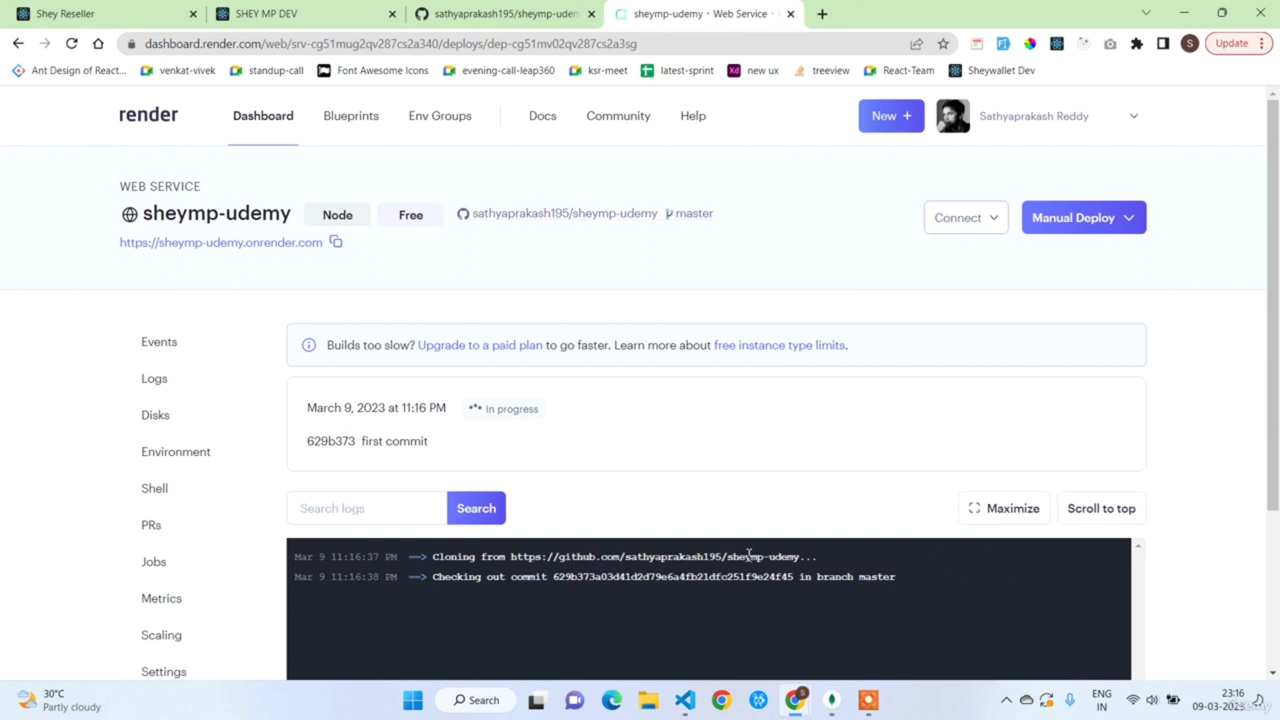 Shey Reseller
SHEY MP DEV
sathyaprakash195/sheymp-udem
sheymp-udemy · Web Service ·
dashboard.render.com/web/srv-cg51mug2qv287cs2a340/deploys/dep-cg51mv02qv287cs2a3sg
S
Update
Ant Design of React...
venkat-vivek
standup-call
Font Awesome Icons
evening-call-leap360
ksr-meet
latest-sprint
new ux
treeview
React-Team
Sheywallet Dev
render
Dashboard
Blueprints
Env Groups
Docs
Community
Help
New +
Sathyaprakash Reddy
WEB SERVICE
sheymp-udemy
Node
Free
sathyaprakash195/sheymp-udemy
master
Connect
Manual Deploy
https://sheymp-udemy.onrender.com
Events
Logs
Disks
Environment
Shell
PRs
Jobs
Metrics
Scaling
Settings
Builds too slow? Upgrade to a paid plan to go faster. Learn more about free instance type limits.
March 9, 2023 at 11:16 PM
In progress
629b373 first commit
Search logs
Search
Maximize
Scroll to top
Mar 9 11:16:37 PM ==> Cloning from https://github.com/sathyaprakash195/sheymp-udemy...
Mar 9 11:16:38 PM ==> Checking out commit 629b373a03d41d2d79e6a4fb21dfc251f9e24f45 in branch master
30°C
Partly cloudy
Search
ENG
IN
23:16
09-03-2023